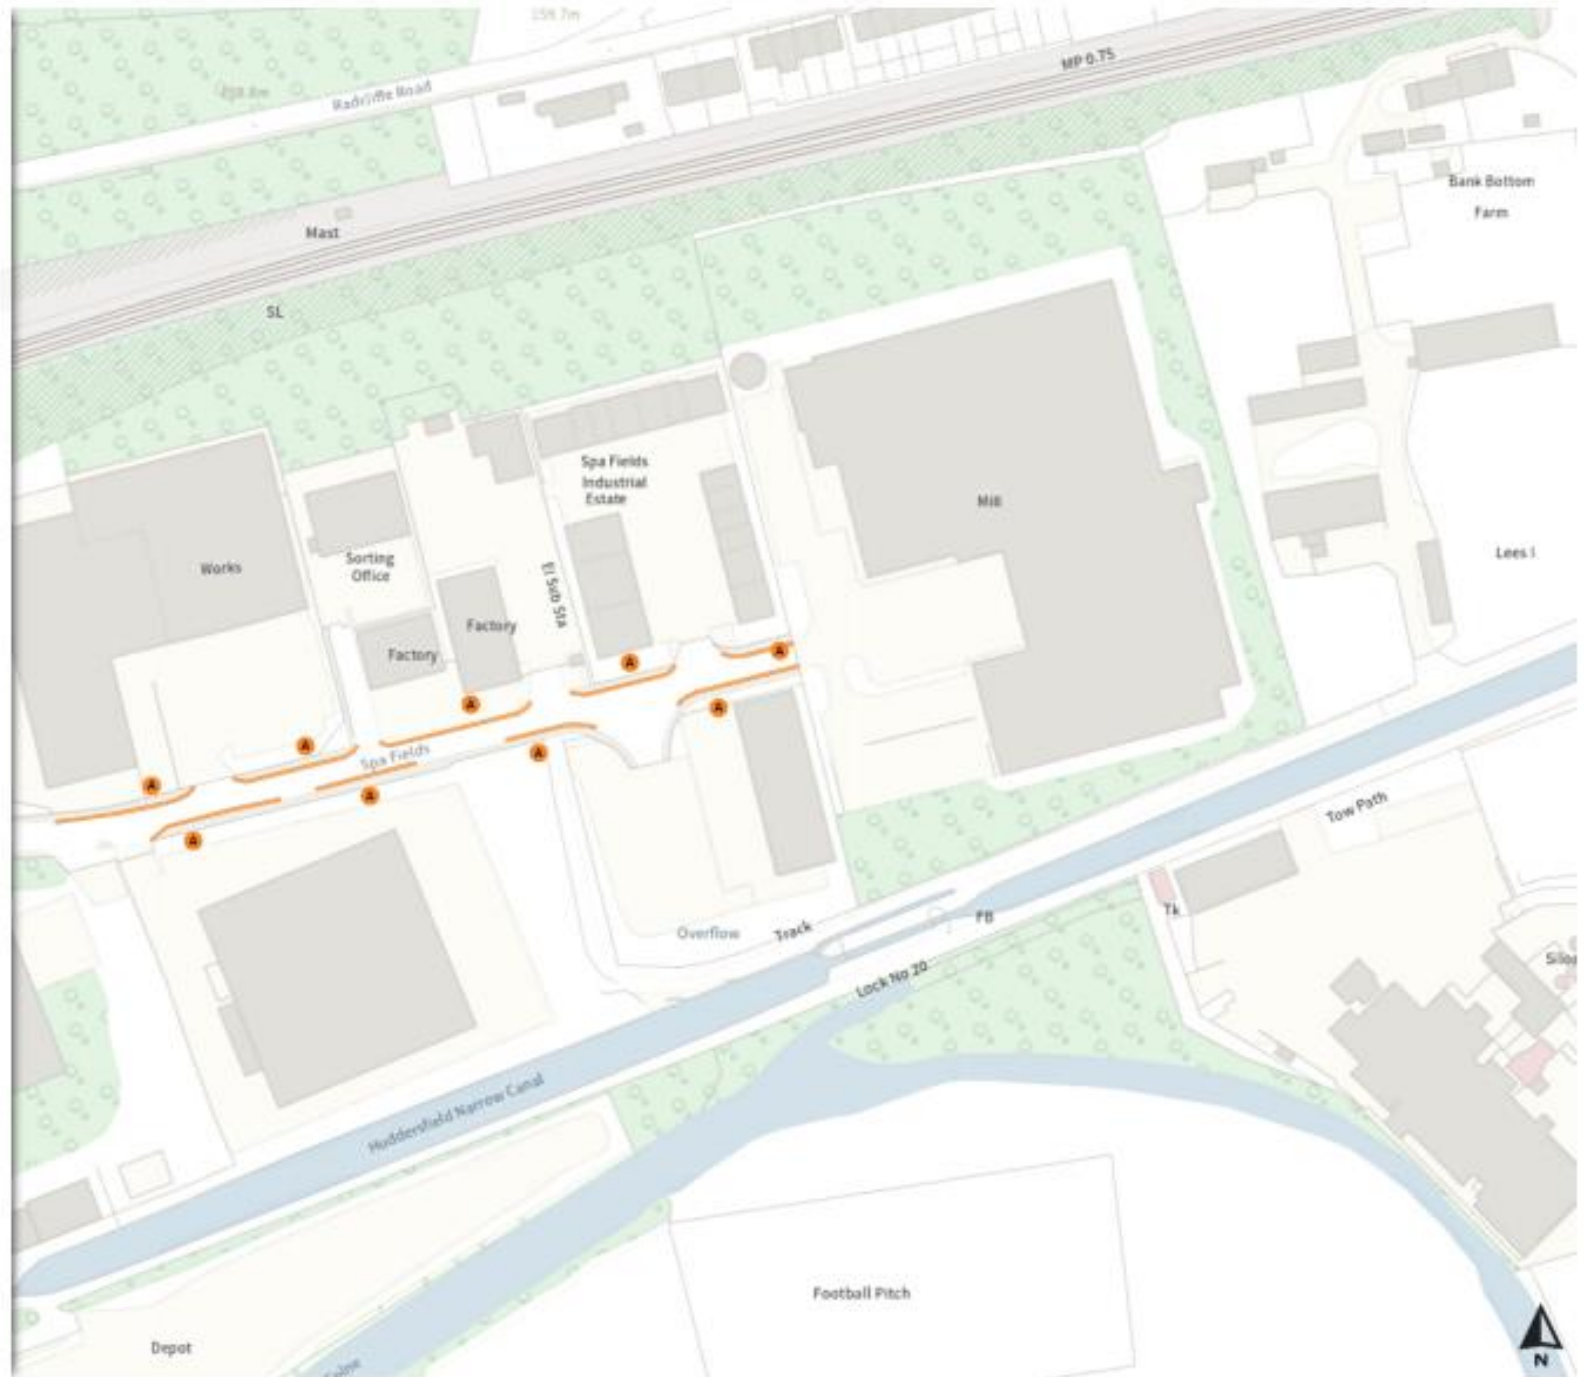 159.7m
Radcliffe Road
MP 0.75
Bank Bottom
Farm
Mast
SL
Spa Fields
Industrial
Estate
Mill
Works
Sorting
Office
El Sub Sta
Lees
Factory
Factory
A
A
A
A
A
Spa Fields
A
A
A
A
Tow Path
Tk
FB
Overflow
Track
Lock No 20
Huddersfield Narrow Canal
Football Pitch
Depot
N